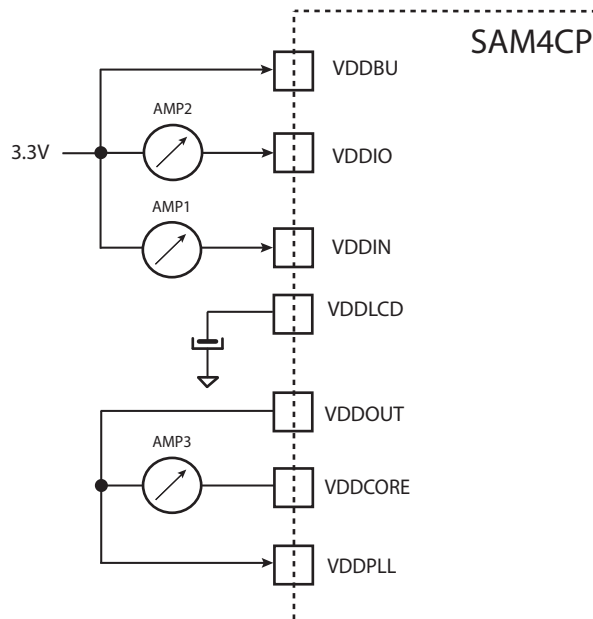 SAM4CP
VDDBU
AMP2
3.3V
VDDIO
AMP1
VDDIN
VDDLCD
VDDOUT
AMP3
VDDCORE
VDDPLL